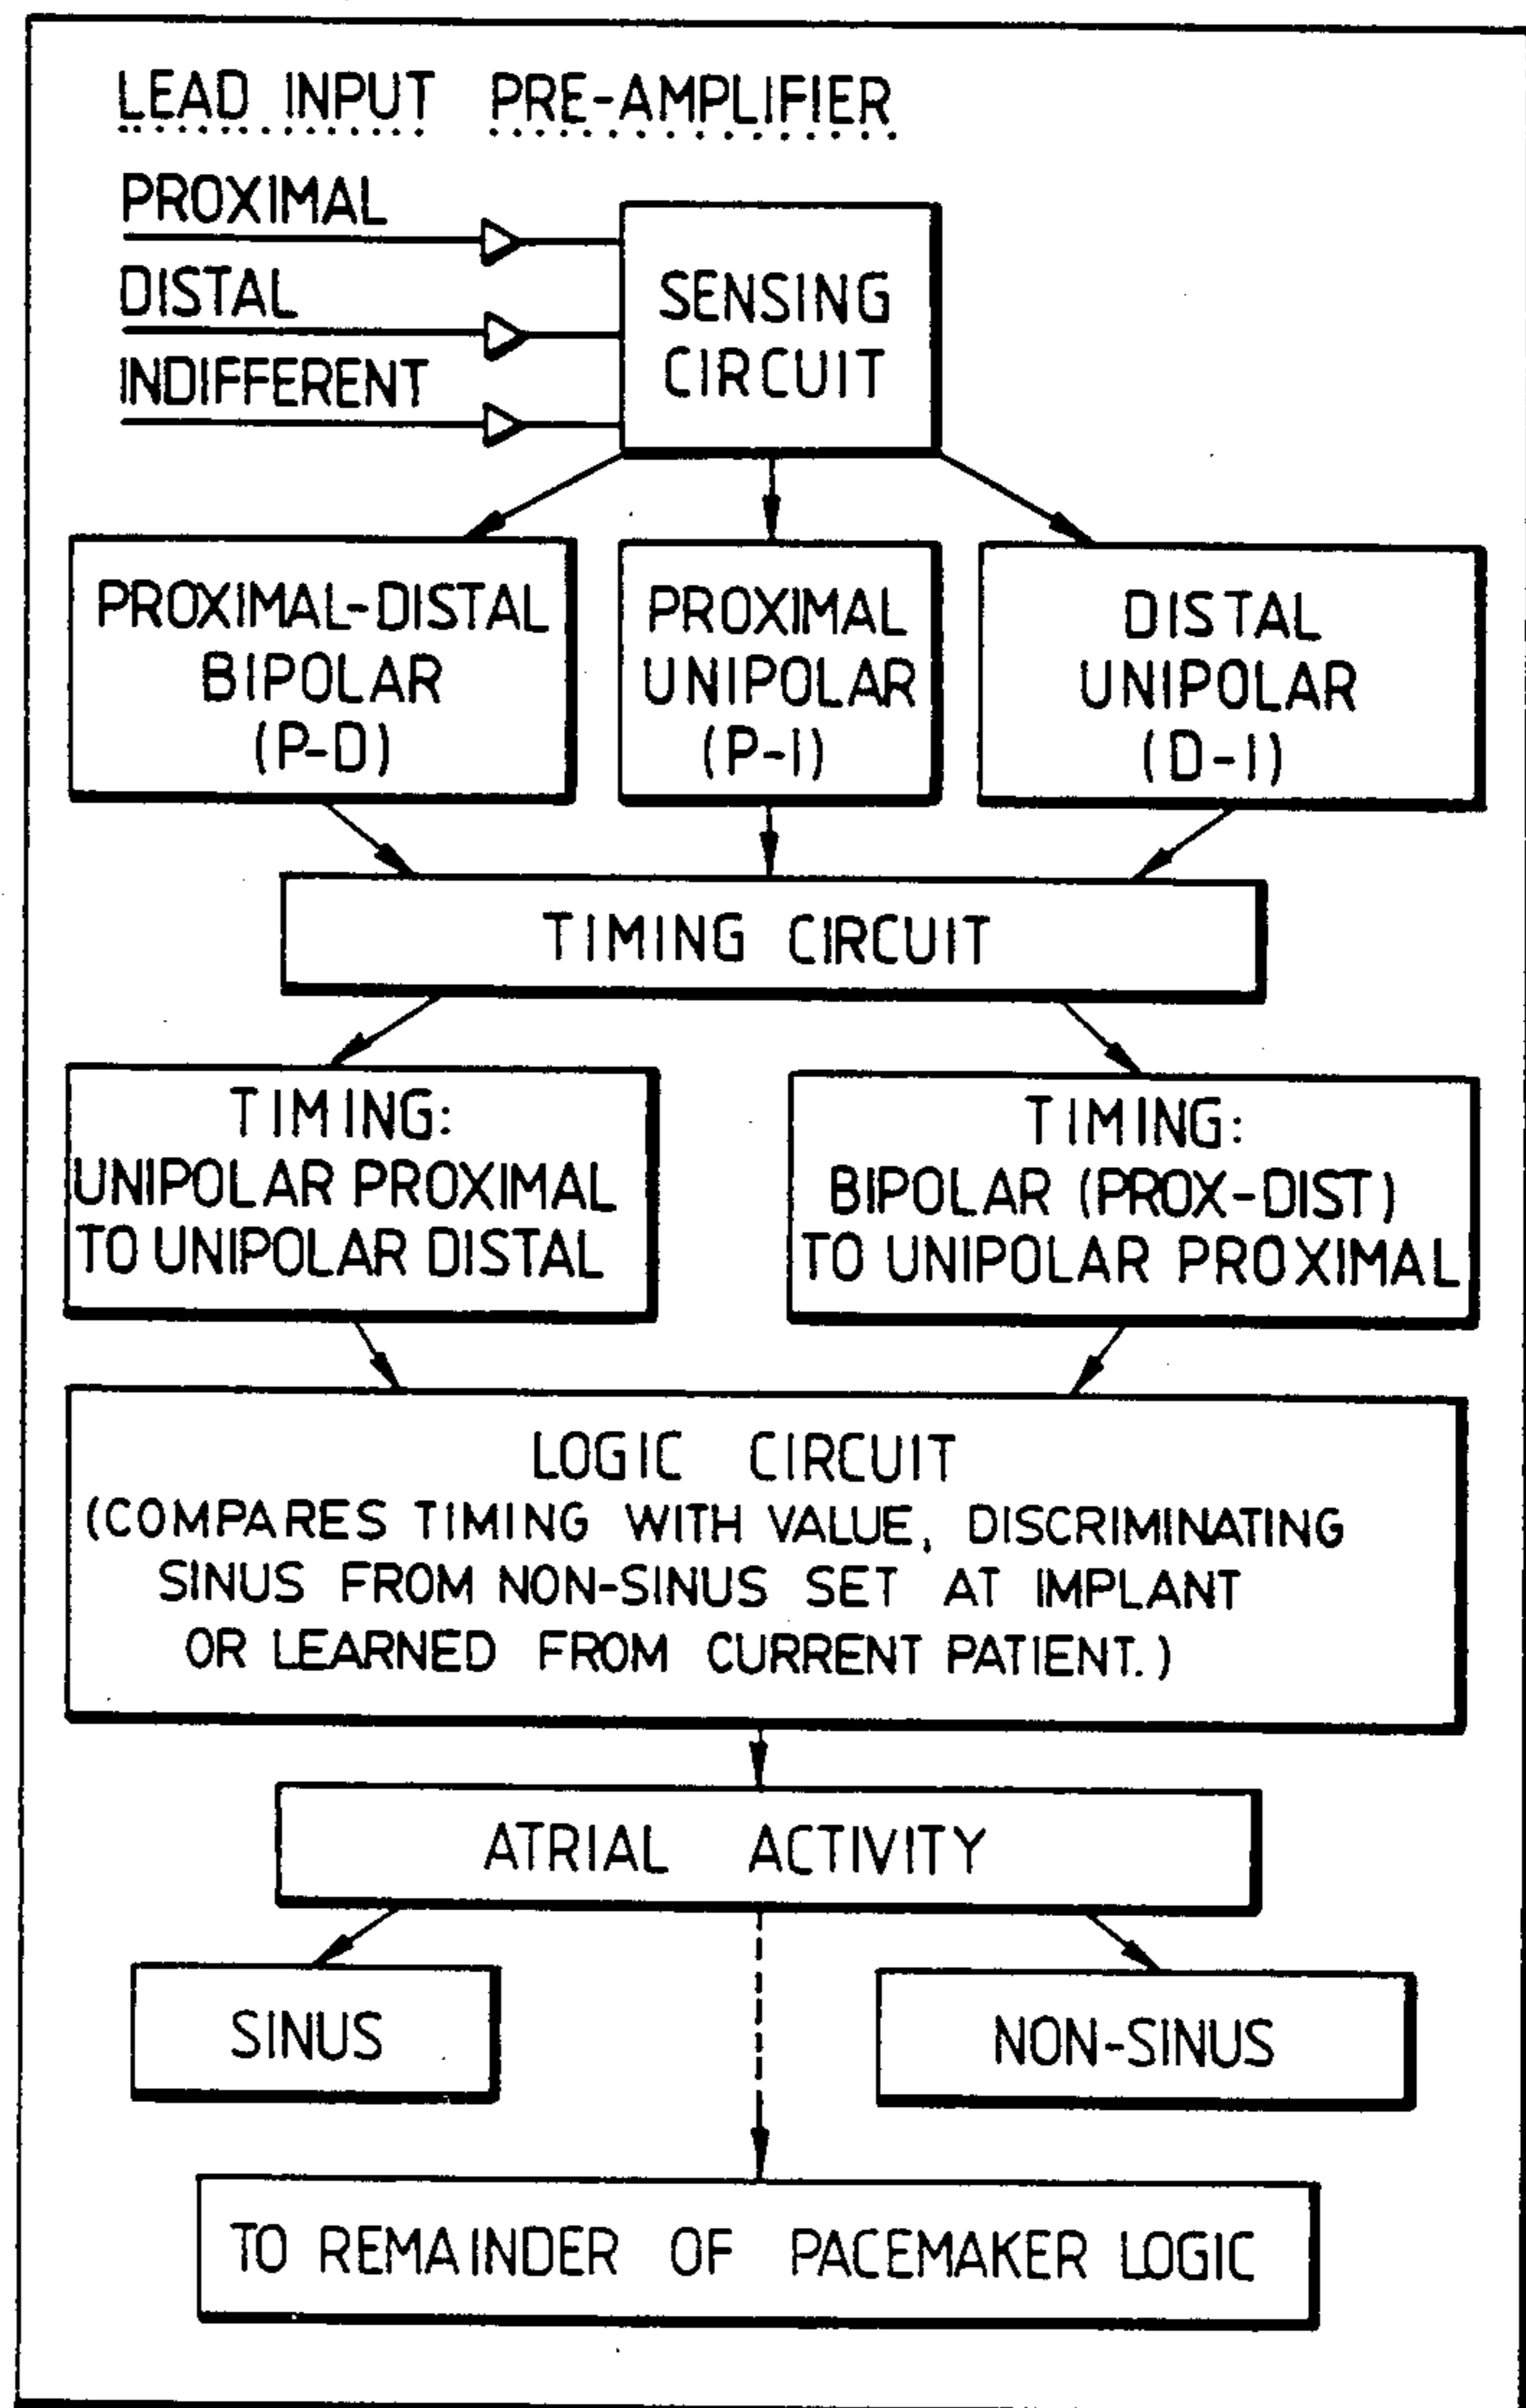 LEAD INPUT PRE-AMPLIFIER
PROXIMAL
DISTAL
INDIFFERENT
SENSING
CIRCUIT
PROXIMAL-DISTAL
BIPOLAR
(P-D)
PROXIMAL
UNIPOLAR
(P-I)
DISTAL
UNIPOLAR
(D-I)
TIMING CIRCUIT
TIMING:
UNIPOLAR PROXIMAL
TO UNIPOLAR DISTAL
TIMING:
BIPOLAR (PROX-DIST)
TO UNIPOLAR PROXIMAL
LOGIC CIRCUIT
(COMPARES TIMING WITH VALUE, DISCRIMINATING
SINUS FROM NON-SINUS SET AT IMPLANT
OR LEARNED FROM CURRENT PATIENT.)
ATRIAL ACTIVITY
SINUS
NON-SINUS
TO REMAINDER OF PACEMAKER LOGIC